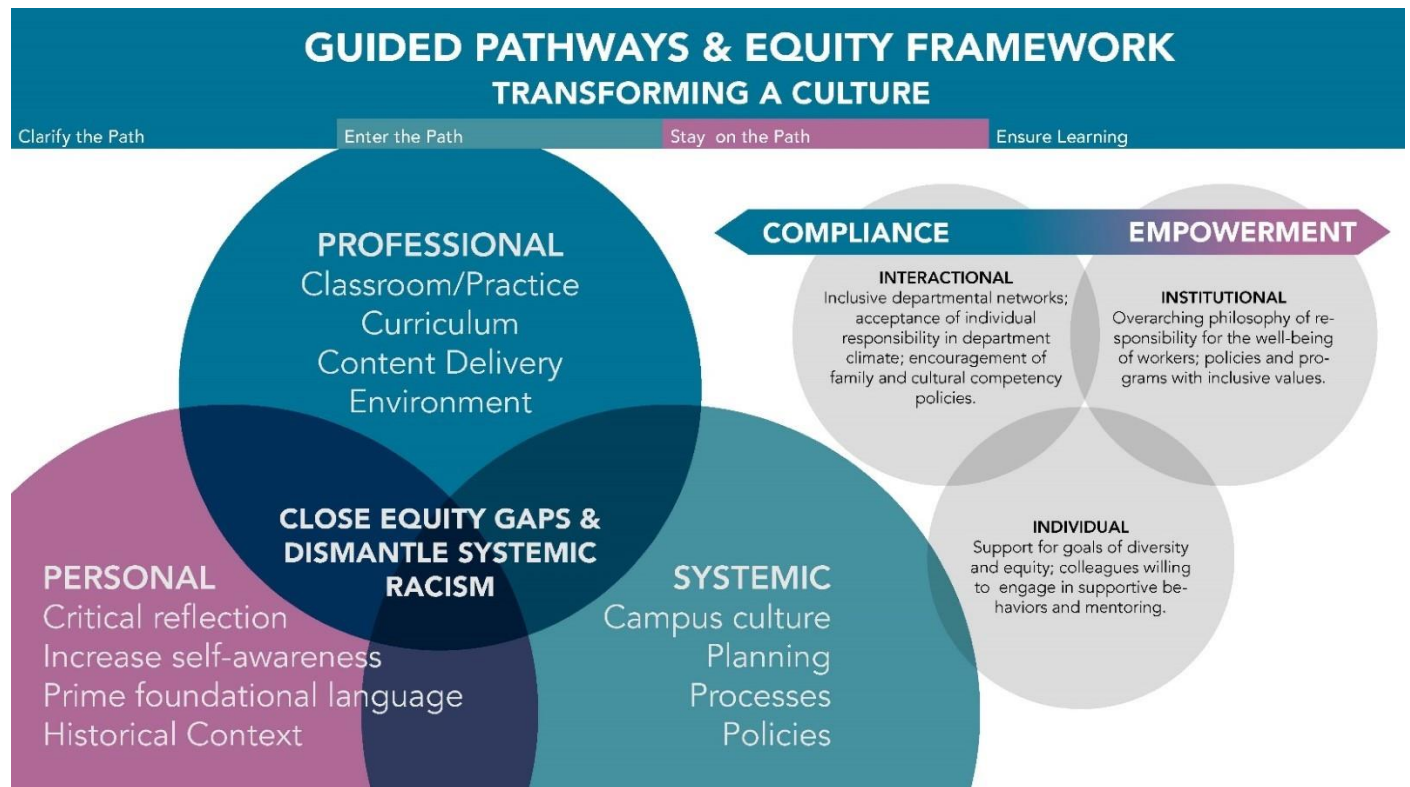 GUIDED PATHWAYS & EQUITY FRAMEWORK
TRANSFORMING A CULTURE
Clarify the Path
Enter the Path
Stay on the Path
Ensure Learning
PROFESSIONAL
Classroom/Practice
Curriculum
Content Delivery
Environment
CLOSE EQUITY GAPS &
DISMANTLE SYSTEMIC
RACISM
PERSONAL
Critical reflection
Increase self-awareness
Prime foundational language
Historical Context
SYSTEMIC
Campus culture
Planning
Processes
Policies
COMPLIANCE
EMPOWERMENT
INTERACTIONAL
Inclusive departmental networks;
acceptance of individual
responsibility in department
climate; encouragement of
family and cultural competency
policies.
INSTITUTIONAL
Overarching philosophy of re-
sponsibility for the well-being
of workers; policies and pro-
grams with inclusive values.
INDIVIDUAL
Support for goals of diversity
and equity; colleagues willing
to engage in supportive be-
haviors and mentoring.